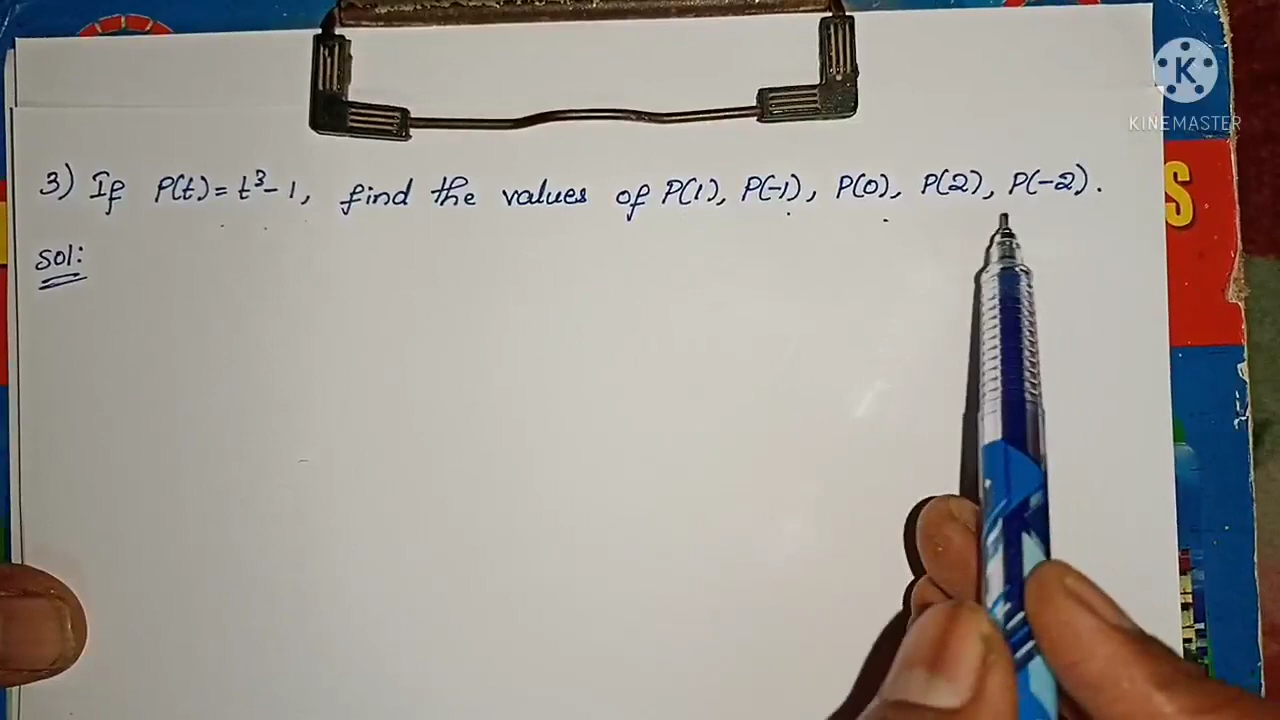 K
KINEMASTER
3) If P(t) = t³ - 1, find the values of P(1), P(-1), P(0), P(2), P(-2).
S
Sol: